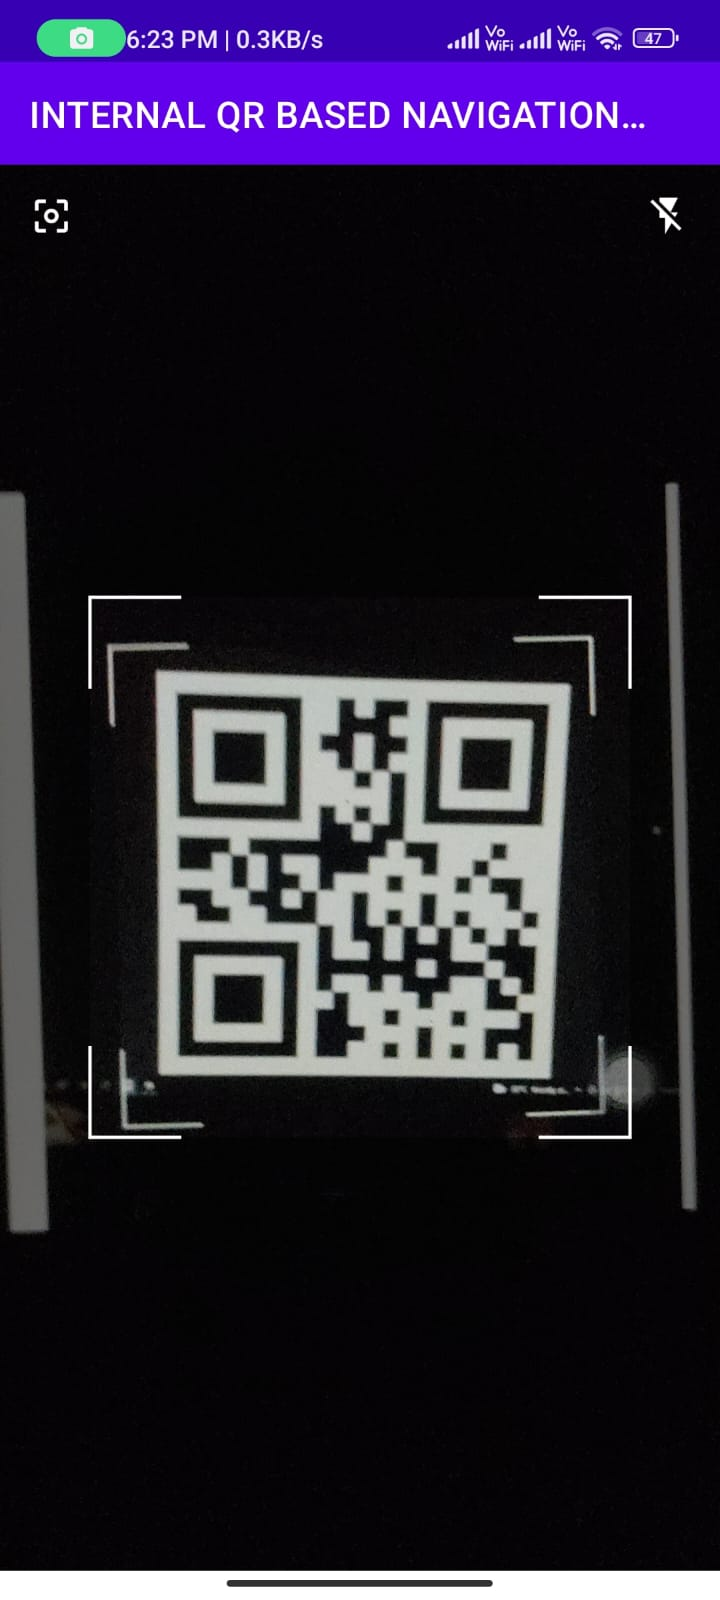 6:23 PM | 0.3KB/s
Vo
WiFi
Vo
WiFi
47
INTERNAL QR BASED NAVIGATION...